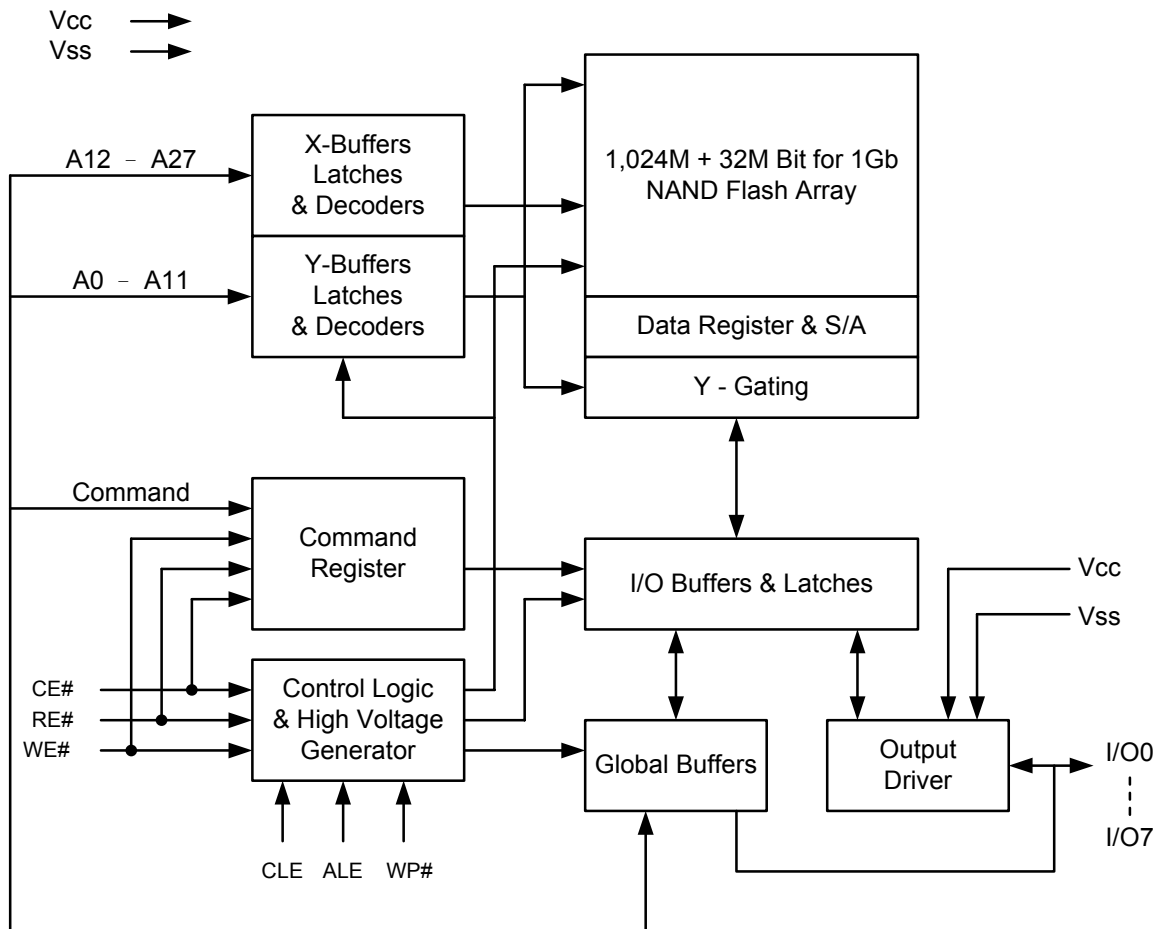 Vcc
Vss
A12 – A27
X-Buffers
Latches
& Decoders
1,024M + 32M Bit for 1Gb
NAND Flash Array
A0 – A11
Y-Buffers
Latches
& Decoders
Data Register & S/A
Y - Gating
Command
Command
Register
I/O Buffers & Latches
Vcc
Vss
CE#
RE#
WE#
Control Logic
& High Voltage
Generator
Global Buffers
Output
Driver
I/O0
I/O7
CLE
ALE
WP#